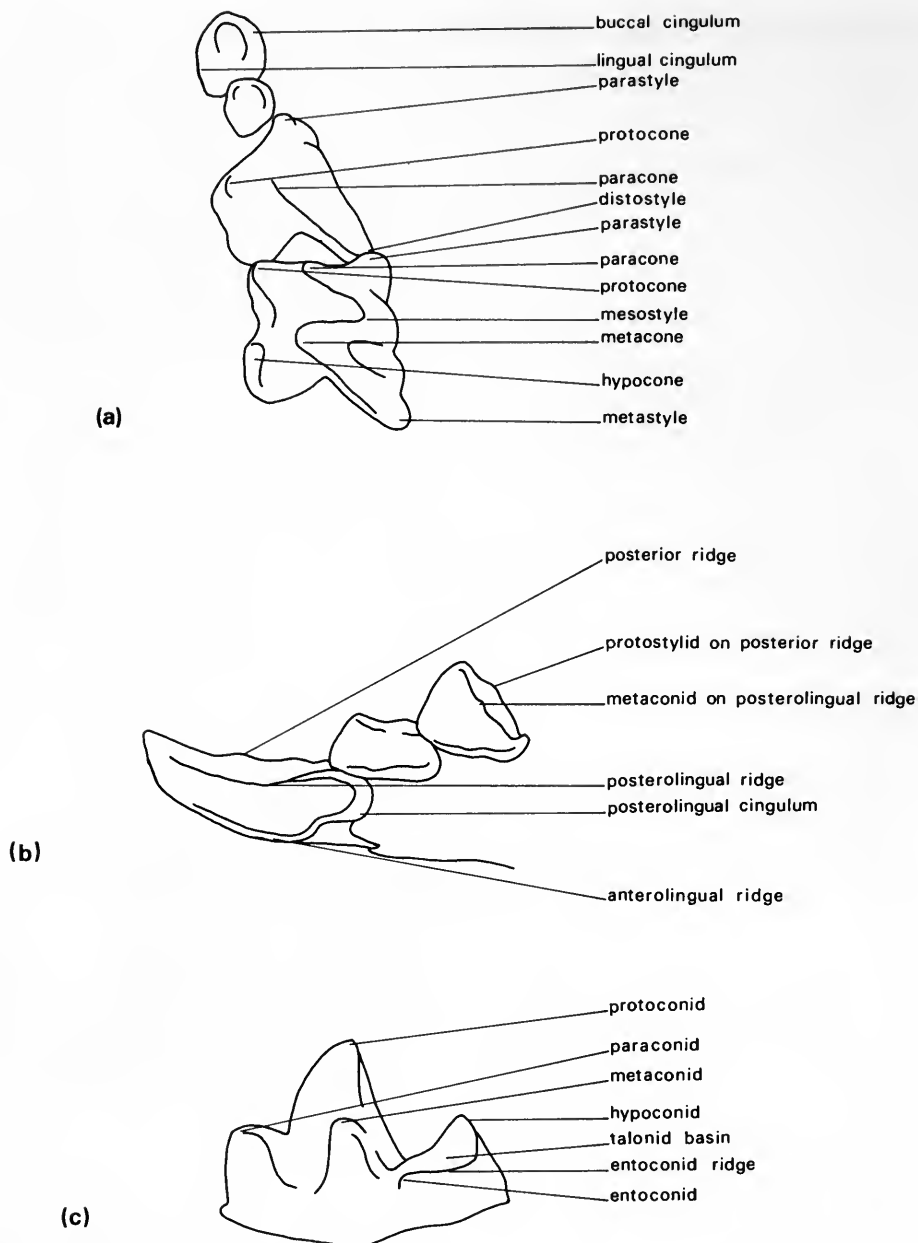 buccal cingulum
lingual cingulum
parastyle
protocone
paracone
distostyle
parastyle
paracone
protocone
mesostyle
metacone
hypocone
metastyle
(a)
posterior ridge
protostylid on posterior ridge
metaconid on posterolingual ridge
posterolingual ridge
posterolingual cingulum
anterolingual ridge
(b)
protoconid
paraconid
metaconid
hypoconid
talonid basin
entoconid ridge
entoconid
(c)